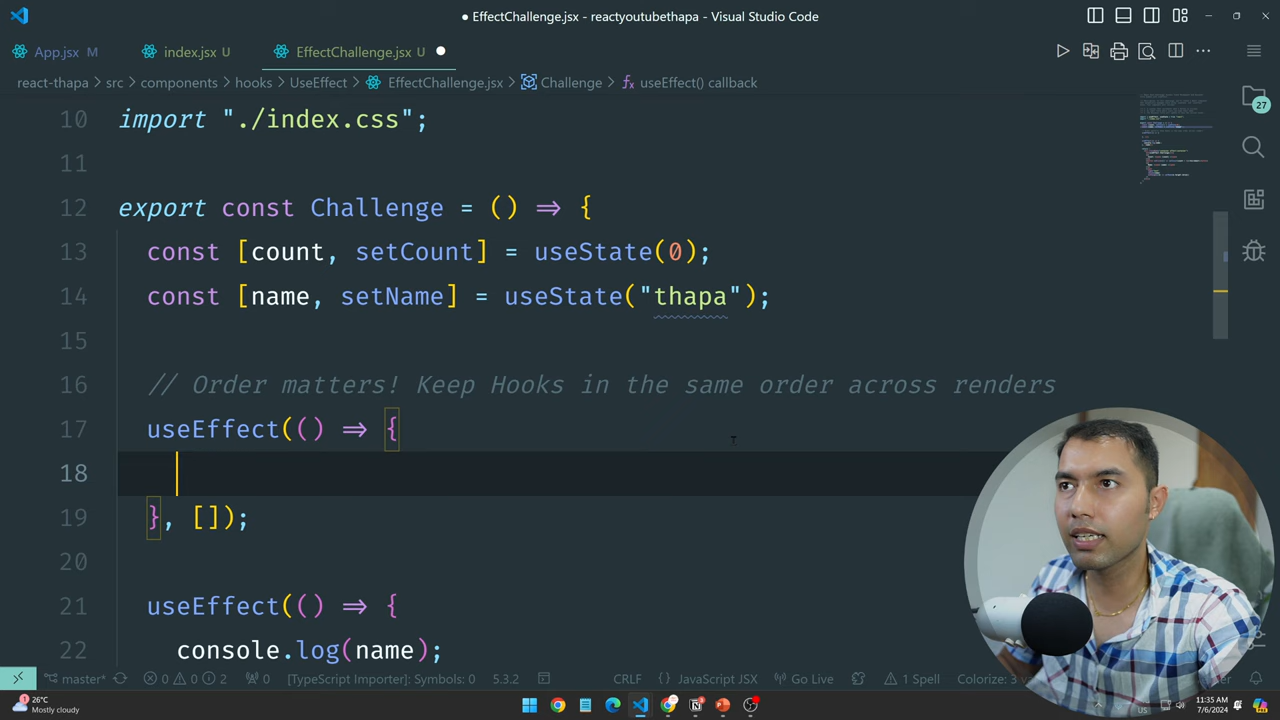 ● EffectChallenge.jsx - reactyoutubethapa - Visual Studio Code
App.jsx M index.jsx U EffectChallenge.jsx U ●
react-thapa > src > components > hooks > UseEffect > EffectChallenge.jsx > Challenge > useEffect() callback
10 import "./index.css";
11
12 export const Challenge = () => {
13 const [count, setCount] = useState(0);
14 const [name, setName] = useState("thapa");
15
16 // Order matters! Keep Hooks in the same order across renders
17 useEffect(() => {
18
19 }, []);
20
21 useEffect(() => {
22 console.log(name);
27
master* 0 0 2 0 [TypeScript Importer]: Symbols: 0 5.3.2 CRLF { } JavaScript JSX Go Live 1 Spell Colorize: 3
26°C
Mostly cloudy
US
11:35 AM
7/6/2024